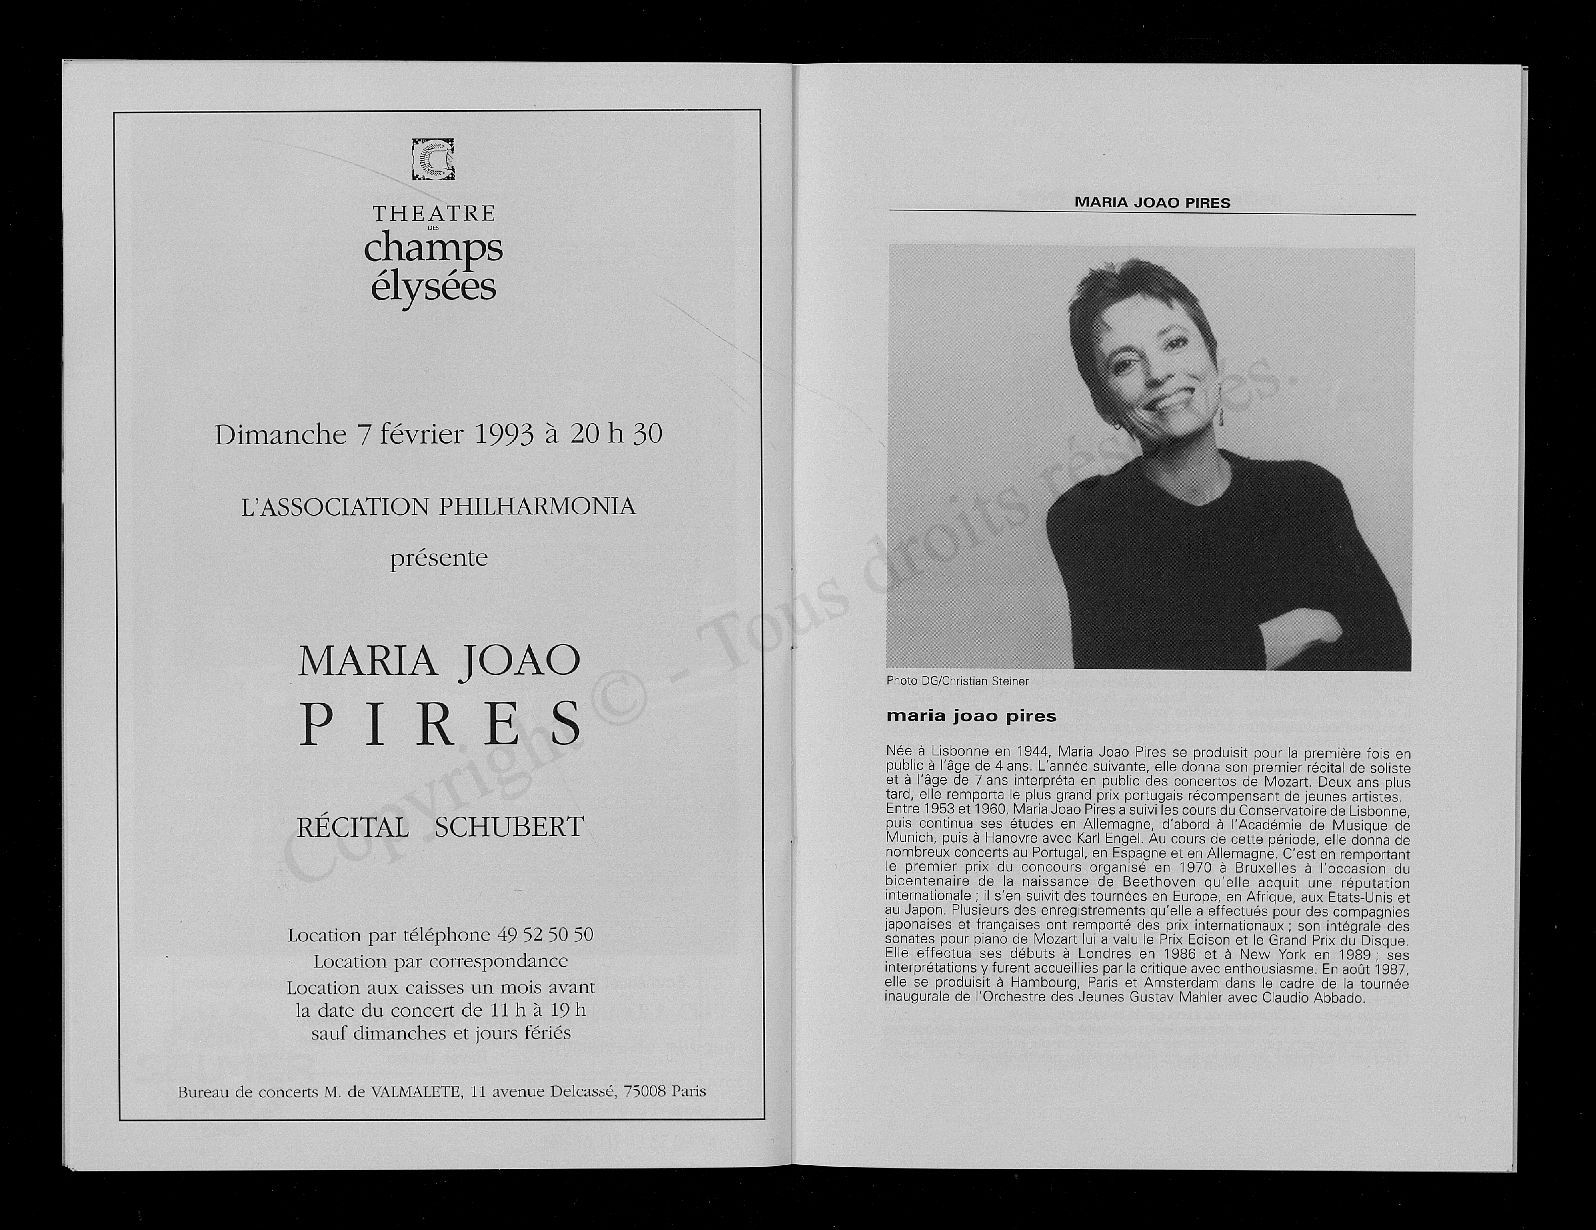 THEATRE
DES
champs
élysées
Dimanche 7 février 1993 à 20 h 30
L'ASSOCIATION PHILHARMONIA
présente
MARIA JOAO
PIRES
RÉCITAL SCHUBERT
Location par téléphone 49 52 50 50
Location par correspondance
Location aux caisses un mois avant
la date du concert de 11 h à 19 h
sauf dimanches et jours fériés
Bureau de concerts M. de VALMALETE, 11 avenue Delcassé, 75008 Paris
MARIA JOAO PIRES
Photo DG/Christian Steiner
maria joao pires
Née à Lisbonne en 1944, Maria Joao Pires se produisit pour la première fois en
public à l'âge de 4 ans. L'année suivante, elle donna son premier récital de soliste
et à l'âge de 7 ans interpréta en public des concertos de Mozart. Deux ans plus
tard, elle remporta le plus grand prix portugais récompensant de jeunes artistes.
Entre 1953 et 1960, Maria Joao Pires a suivi les cours du Conservatoire de Lisbonne,
puis continua ses études en Allemagne, d'abord à l'Académie de Musique de
Munich, puis à Hanovre avec Karl Engel. Au cours de cette période, elle donna de
nombreux concerts au Portugal, en Espagne et en Allemagne. C'est en remportant
le premier prix du concours organisé en 1970 à Bruxelles à l'occasion du
bicentenaire de la naissance de Beethoven qu'elle acquit une réputation
internationale ; il s'en suivit des tournées en Europe, en Afrique, aux Etats-Unis et
au Japon. Plusieurs des enregistrements qu'elle a effectués pour des compagnies
japonaises et françaises ont remporté des prix internationaux ; son intégrale des
sonates pour piano de Mozart lui a valu le Prix Edison et le Grand Prix du Disque.
Elle effectua ses débuts à Londres en 1986 et à New York en 1989 ; ses
interprétations y furent accueillies par la critique avec enthousiasme. En août 1987,
elle se produisit à Hambourg, Paris et Amsterdam dans le cadre de la tournée
inaugurale de l'Orchestre des Jeunes Gustav Mahler avec Claudio Abbado.
Copyright © - Tous droits réservés.